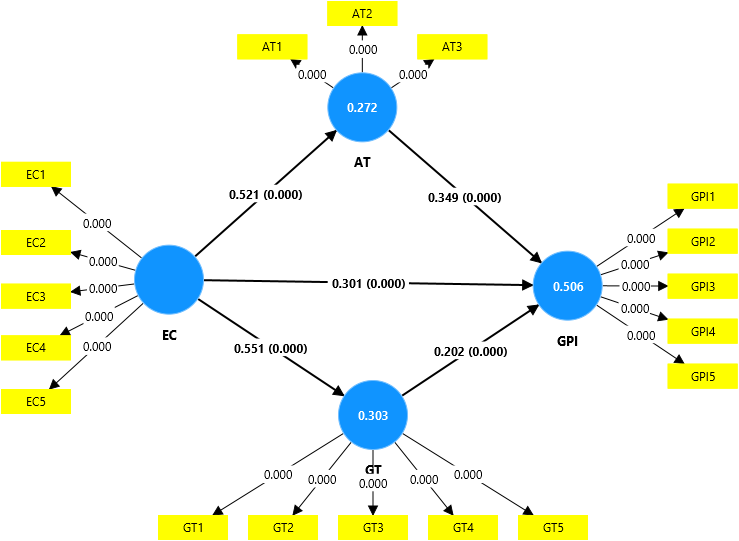 AT2
AT1
AT3
0.000
0.000
0.000
0.272
AT
EC1
0.521 (0.000)
0.349 (0.000)
GPI1
0.000
EC2
0.000
GPI2
0.000
0.000
EC3
0.000
0.301 (0.000)
0.506
0.000
GPI3
EC
0.000
GPI
0.000
GPI4
EC4
0.000
0.551 (0.000)
0.202 (0.000)
0.000
GPI5
EC5
0.303
GT
0.000
0.000
0.000
0.000
0.000
GT1
GT2
GT3
GT4
GT5